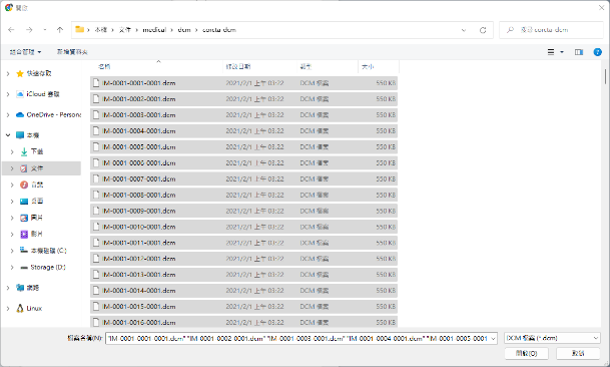 開啟
本機 › 文件 › medical › dcm › corcta-dcm
搜尋 corcta-dcm
組合管理 新增資料夾
名稱 修改日期 類型 大小
快速存取
iCloud 雲碟
OneDrive - Persona
本機
下載
文件
音樂
桌面
圖片
影片
本機磁碟 (C:)
Storage (D:)
網路
Linux
IM-0001-0001-0001.dcm 2021/2/1 上午 03:22 DCM 檔案 550 KB
IM-0001-0002-0001.dcm 2021/2/1 上午 03:22 DCM 檔案 550 KB
IM-0001-0003-0001.dcm 2021/2/1 上午 03:22 DCM 檔案 550 KB
IM-0001-0004-0001.dcm 2021/2/1 上午 03:22 DCM 檔案 550 KB
IM-0001-0005-0001.dcm 2021/2/1 上午 03:22 DCM 檔案 550 KB
IM-0001-0006-0001.dcm 2021/2/1 上午 03:22 DCM 檔案 550 KB
IM-0001-0007-0001.dcm 2021/2/1 上午 03:22 DCM 檔案 550 KB
IM-0001-0008-0001.dcm 2021/2/1 上午 03:22 DCM 檔案 550 KB
IM-0001-0009-0001.dcm 2021/2/1 上午 03:22 DCM 檔案 550 KB
IM-0001-0010-0001.dcm 2021/2/1 上午 03:22 DCM 檔案 550 KB
IM-0001-0011-0001.dcm 2021/2/1 上午 03:22 DCM 檔案 550 KB
IM-0001-0012-0001.dcm 2021/2/1 上午 03:22 DCM 檔案 550 KB
IM-0001-0013-0001.dcm 2021/2/1 上午 03:22 DCM 檔案 550 KB
IM-0001-0014-0001.dcm 2021/2/1 上午 03:22 DCM 檔案 550 KB
IM-0001-0015-0001.dcm 2021/2/1 上午 03:22 DCM 檔案 550 KB
IM-0001-0016-0001.dcm 2021/2/1 上午 03:22 DCM 檔案 550 KB
檔案名稱(N): "IM-0001-0001-0001.dcm" "IM-0001-0002-0001.dcm" "IM-0001-0003-0001.dcm" "IM-0001-0004-0001.dcm" "IM-0001-0005-0001 DCM 檔案 (*.dcm)
開啟(O) 取消